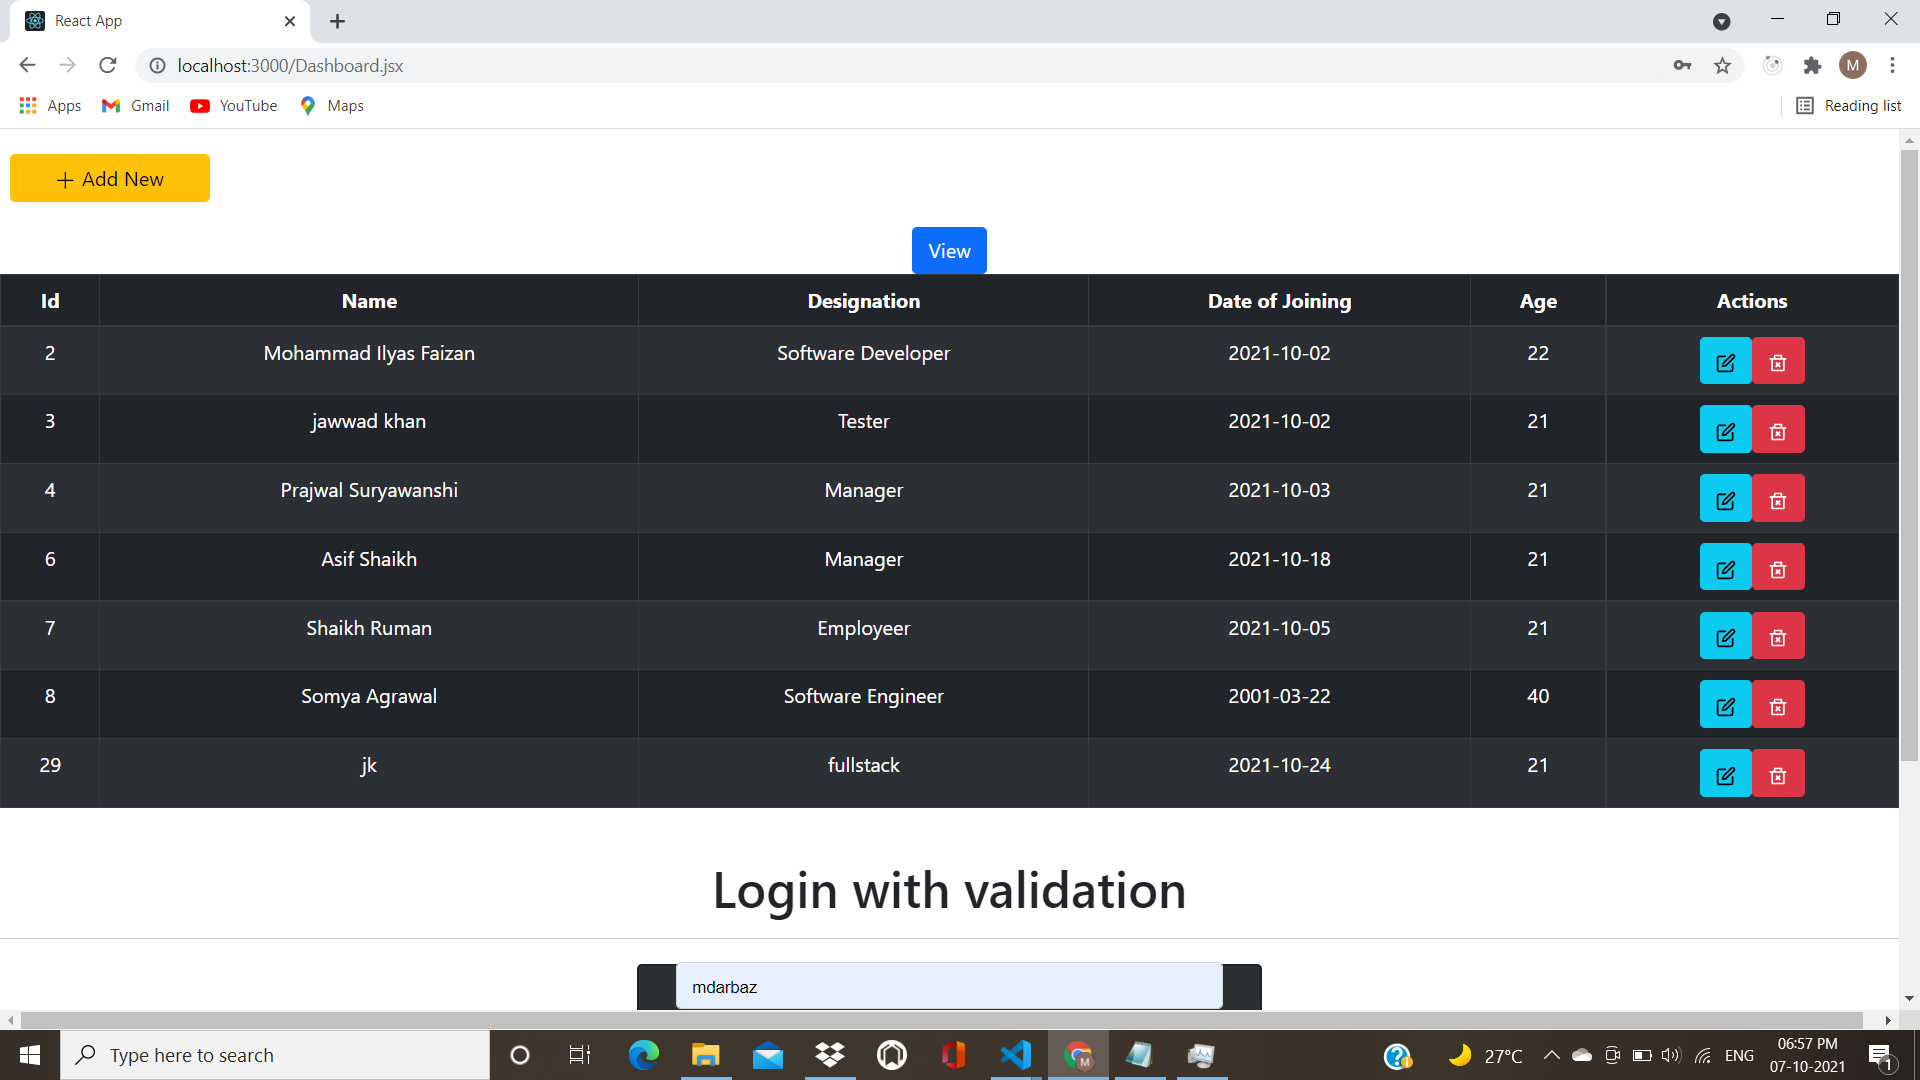 React App
localhost:3000/Dashboard.jsx
M
Apps Gmail YouTube Maps Reading list
+ Add New
View
Id Name Designation Date of Joining Age Actions
2 Mohammad Ilyas Faizan Software Developer 2021-10-02 22
3 jawwad khan Tester 2021-10-02 21
4 Prajwal Suryawanshi Manager 2021-10-03 21
6 Asif Shaikh Manager 2021-10-18 21
7 Shaikh Ruman Employeer 2021-10-05 21
8 Somya Agrawal Software Engineer 2001-03-22 40
29 jk fullstack 2021-10-24 21
Login with validation
mdarbaz
Type here to search
M
27°C ENG
06:57 PM
07-10-2021
1